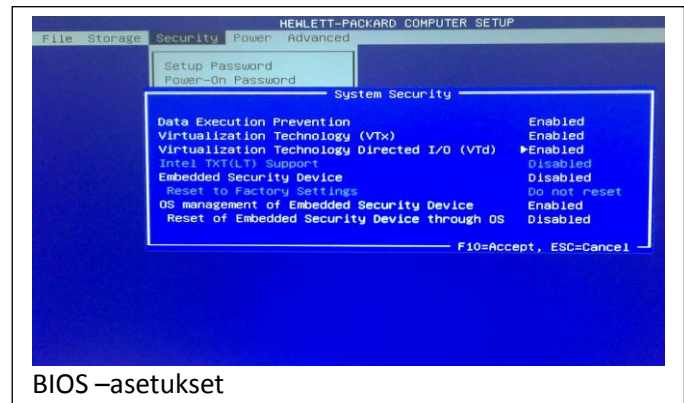 HEWLETT-PACKARD COMPUTER SETUP
File Storage Security Power Advanced
Setup Password
Power-On Password
System Security
Data Execution Prevention Enabled
Virtualization Technology (VTx) Enabled
Virtualization Technology Directed I/O (VTd) ▶Enabled
Intel TXT(LT) Support Disabled
Embedded Security Device Disabled
Reset to Factory Settings Do not reset
OS management of Embedded Security Device Enabled
Reset of Embedded Security Device through OS Disabled
F10=Accept, ESC=Cancel
BIOS –asetukset